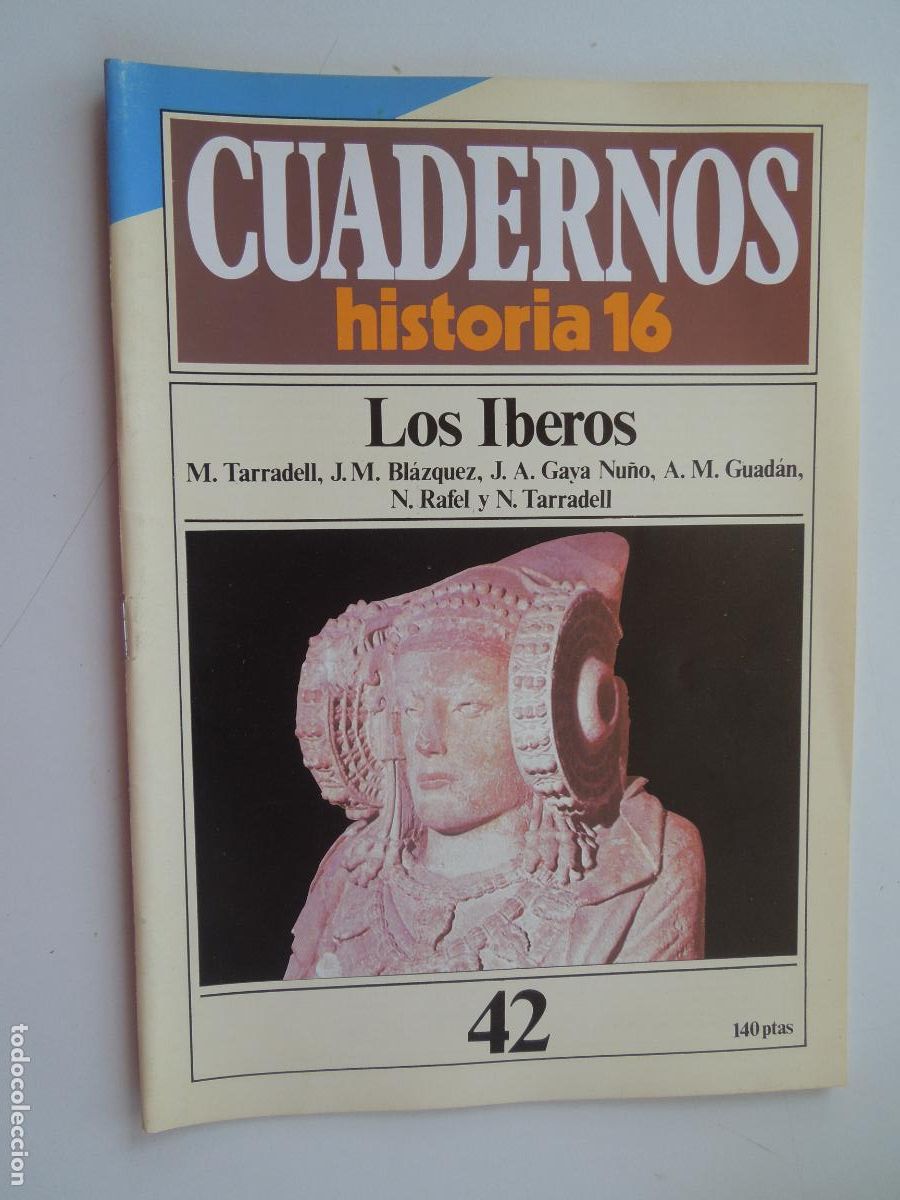 CUADERNOS
historia 16
Los Iberos
M. Tarradell, J. M. Blázquez, J. A. Gaya Nuño, A. M. Guadán,
N. Rafel y N. Tarradell
42
140 ptas
todocoleccion